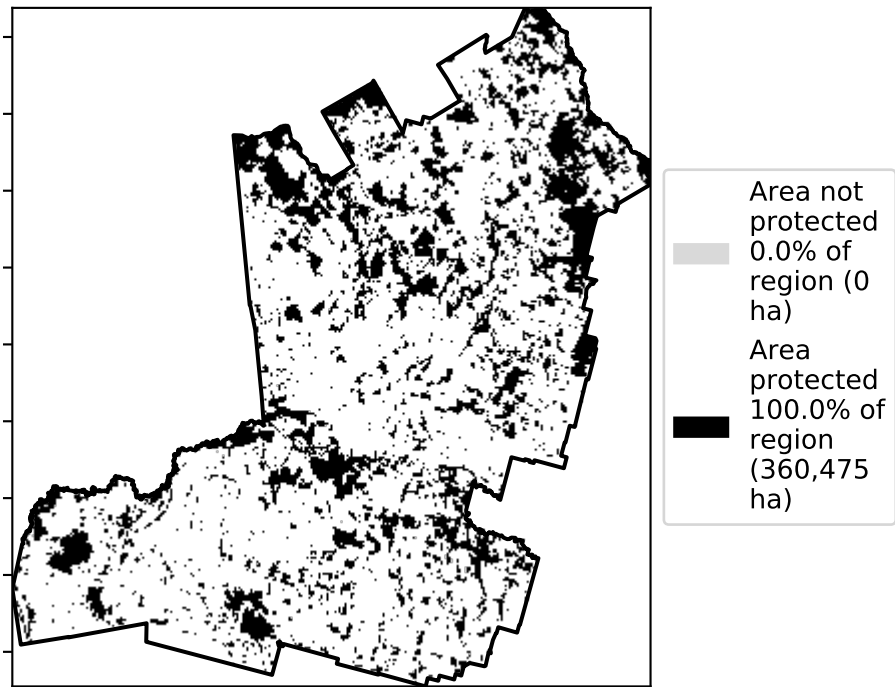 Area not
protected
0.0% of
region (0
ha)
Area
protected
100.0% of
region
(360,475
ha)